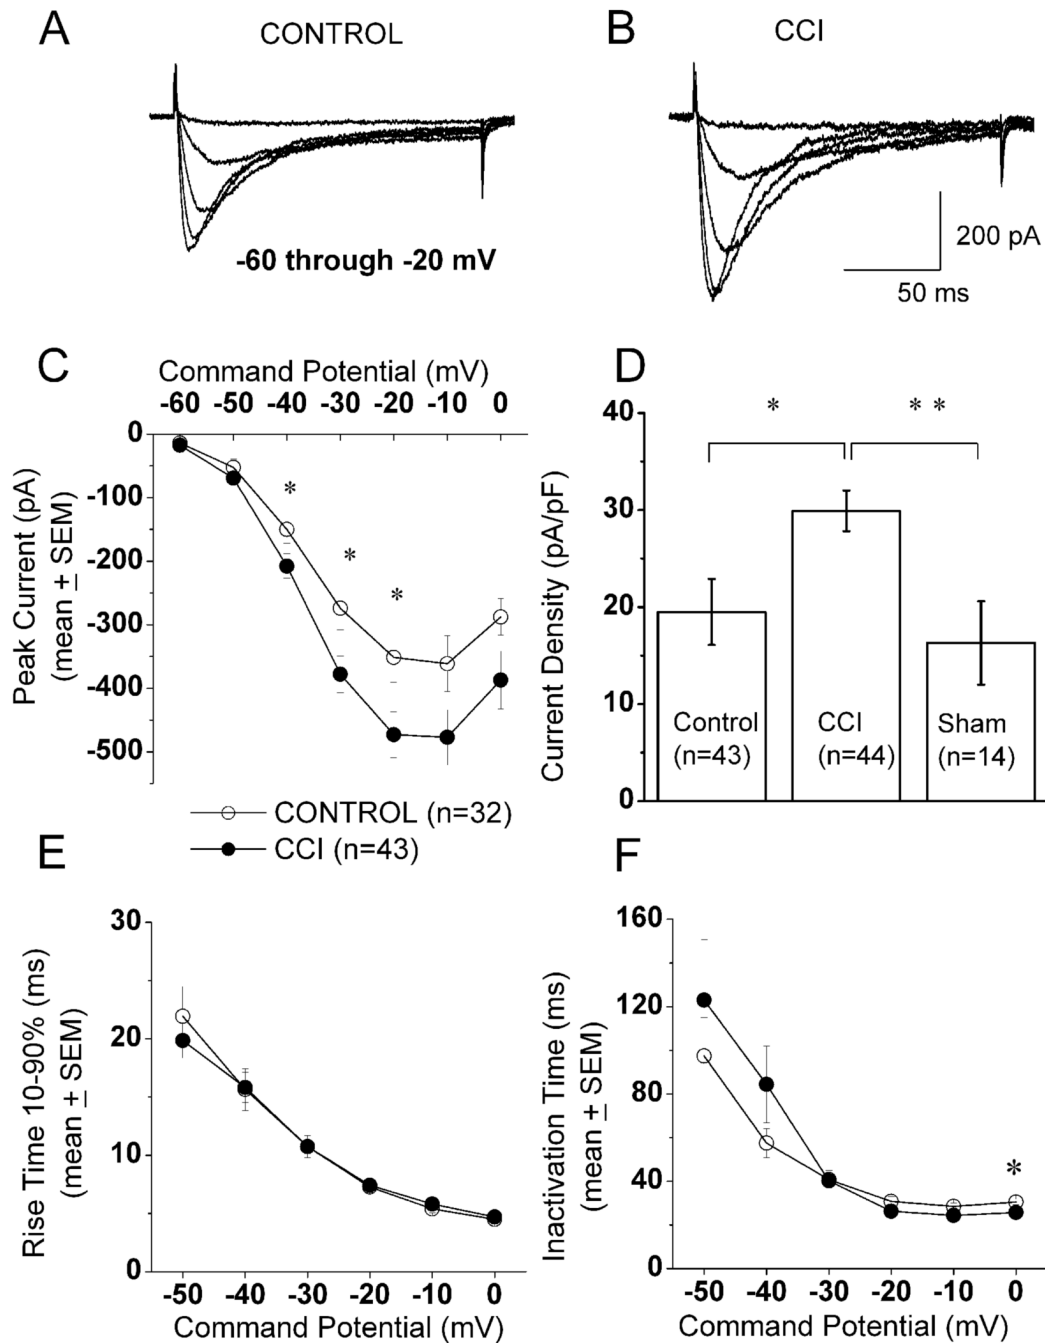 A
CONTROL
-60 through -20 mV
B
CCI
200 pA
50 ms
C
Command Potential (mV)
-60 -50 -40 -30 -20 -10 0
Peak Current (pA)
(mean ± SEM)
0
-100
-200
-300
-400
-500
*
*
*
CONTROL (n=32)
CCI (n=43)
D
Current Density (pA/pF)
40
30
20
10
0
*
* *
Control
(n=43)
CCI
(n=44)
Sham
(n=14)
E
Rise Time 10-90% (ms)
(mean ± SEM)
30
20
10
0
-50 -40 -30 -20 -10 0
Command Potential (mV)
F
Inactivation Time (ms)
(mean ± SEM)
160
120
80
40
0
*
-50 -40 -30 -20 -10 0
Command Potential (mV)